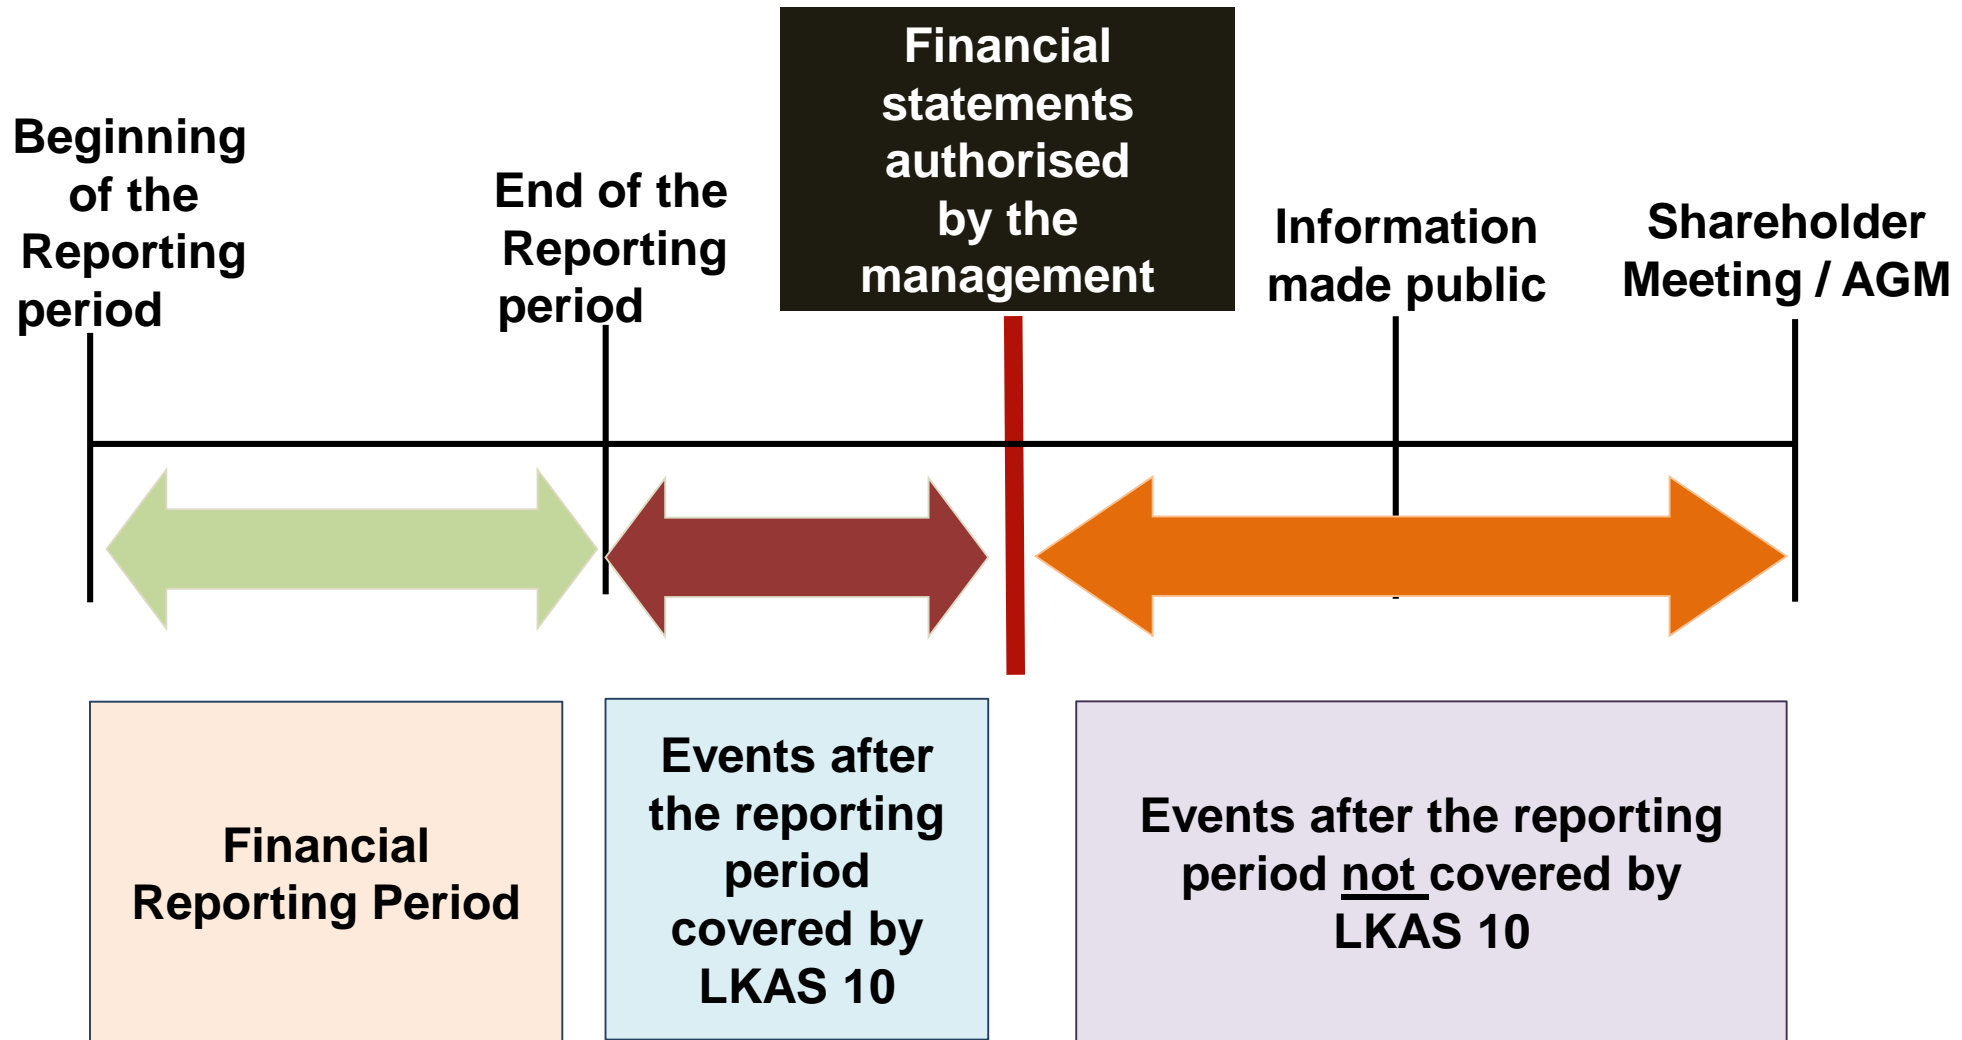 Beginning
of the
Reporting
period
End of the
Reporting
period
Financial
statements
authorised
by the
management
Information
made public
Shareholder
Meeting / AGM
Financial
Reporting Period
Events after
the reporting
period
covered by
LKAS 10
Events after the reporting
period not covered by
LKAS 10